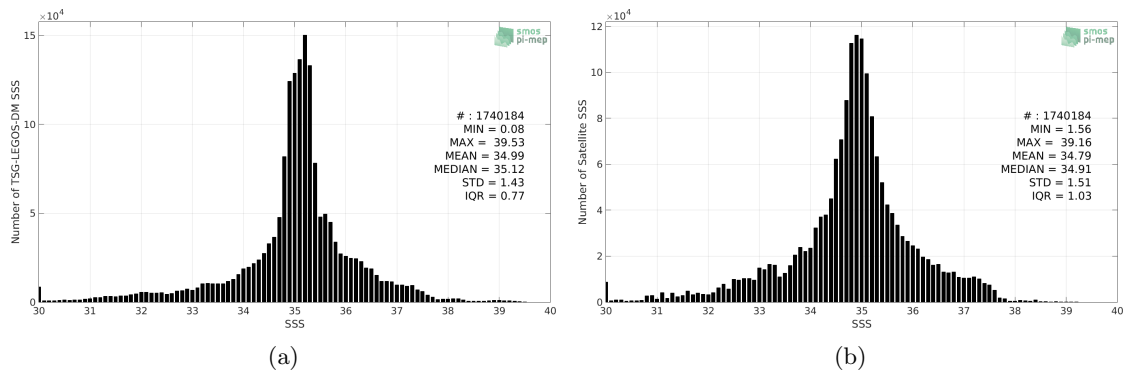 ×10⁴
15
10
5
0
30 31 32 33 34 35 36 37 38 39 40
SSS
Number of TSG-LEGOS-DM SSS
smos
pi-mep
# : 1740184
MIN = 0.08
MAX = 39.53
MEAN = 34.99
MEDIAN = 35.12
STD = 1.43
IQR = 0.77
(a)
×10⁴
12
10
8
6
4
2
0
30 31 32 33 34 35 36 37 38 39 40
SSS
Number of Satellite SSS
smos
pi-mep
# : 1740184
MIN = 1.56
MAX = 39.16
MEAN = 34.79
MEDIAN = 34.91
STD = 1.51
IQR = 1.03
(b)